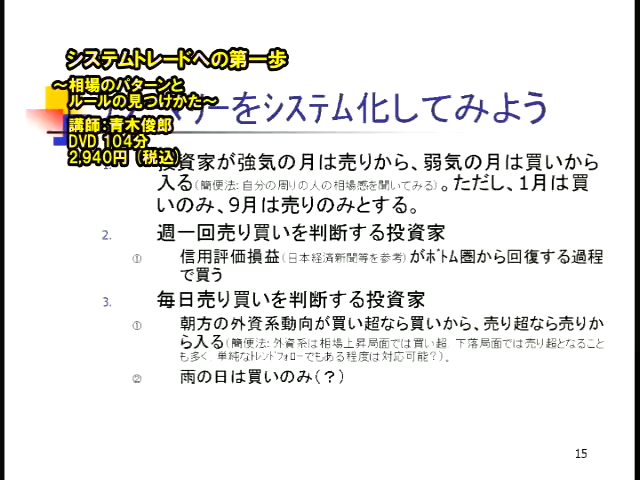 システムトレードへの第一歩
～相場のパターンと
ルールの見つけかた～
講師:青木俊郎
DVD 104分
2,940円（税込）
をシステム化してみよう
投資家が強気の月は売りから、弱気の月は買いから
入る(簡便法:自分の周りの人の相場感を聞いてみる)。ただし、1月は買
いのみ、9月は売りのみとする。
2. 週一回売り買いを判断する投資家
① 信用評価損益(日本経済新聞等を参考)がﾎﾞﾄﾑ圏から回復する過程
で買う
3. 毎日売り買いを判断する投資家
① 朝方の外資系動向が買い超なら買いから、売り超なら売りか
ら入る(簡便法:外資系は相場上昇局面では買い超、下落局面では売り超となること
も多く、単純なﾄﾚﾝﾄﾞﾌｫﾛｰでもある程度は対応可能？)。
② 雨の日は買いのみ(？)
15